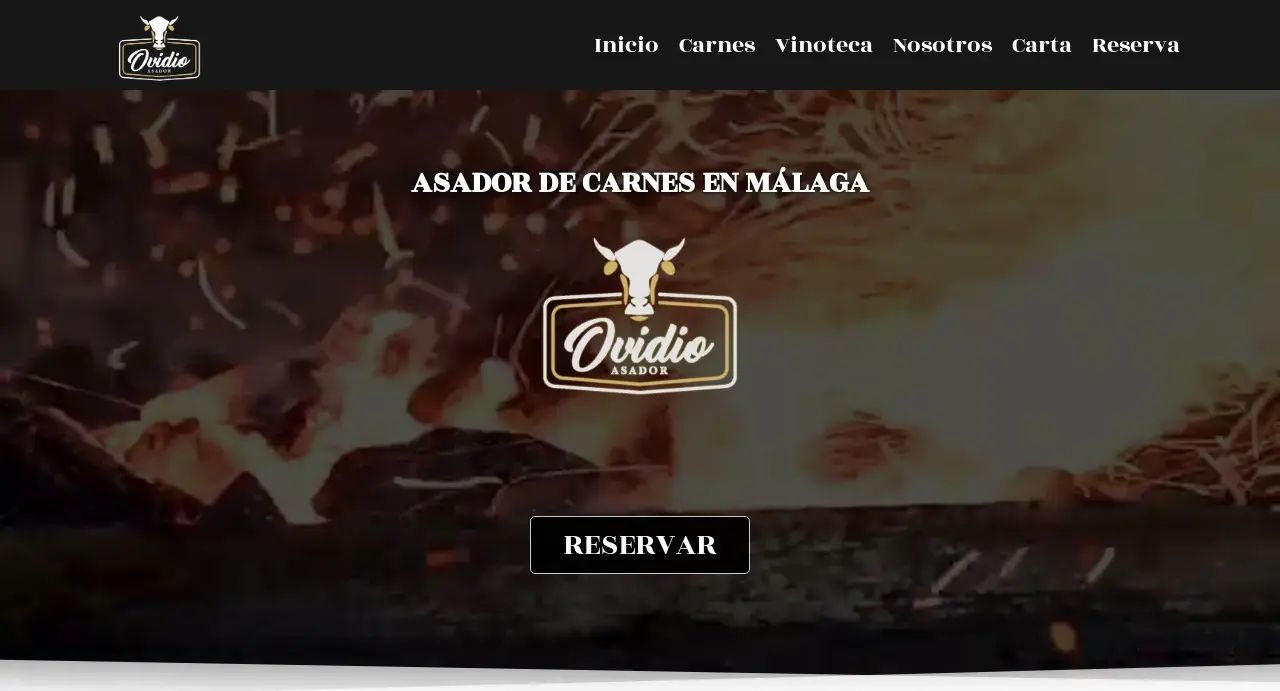 Ovidio
ASADOR
Inicio Carnes Vinoteca Nosotros Carta Reserva
ASADOR DE CARNES EN MÁLAGA
Ovidio
ASADOR
RESERVAR